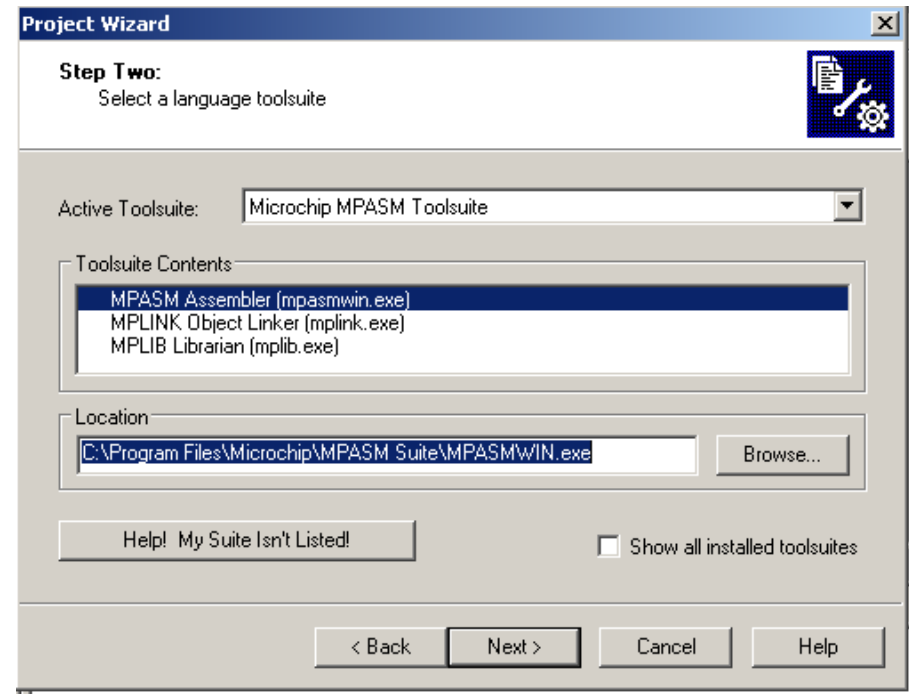 Project Wizard
Step Two:
Select a language toolsuite
Active Toolsuite: Microchip MPASM Toolsuite
Toolsuite Contents
MPASM Assembler (mpasmwin.exe)
MPLINK Object Linker (mplink.exe)
MPLIB Librarian (mplib.exe)
Location
C:\Program Files\Microchip\MPASM Suite\MPASMWIN.exe Browse...
Help! My Suite Isn't Listed! Show all installed toolsuites
< Back Next > Cancel Help